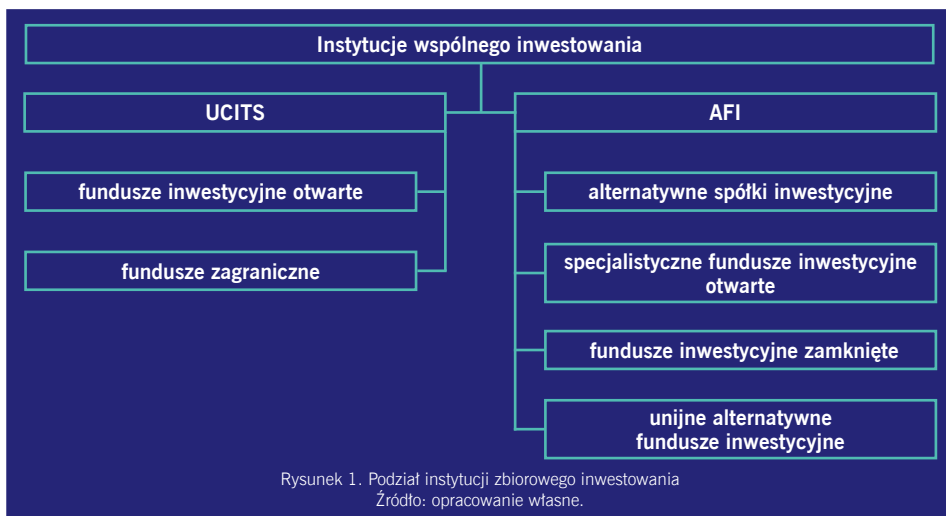 Instytucje wspólnego inwestowania
UCITS
fundusze inwestycyjne otwarte
fundusze zagraniczne
AFI
alternatywne spółki inwestycyjne
specjalistyczne fundusze inwestycyjne
otwarte
fundusze inwestycyjne zamknięte
unijne alternatywne
fundusze inwestycyjne
Rysunek 1. Podział instytucji zbiorowego inwestowania
Źródło: opracowanie własne.